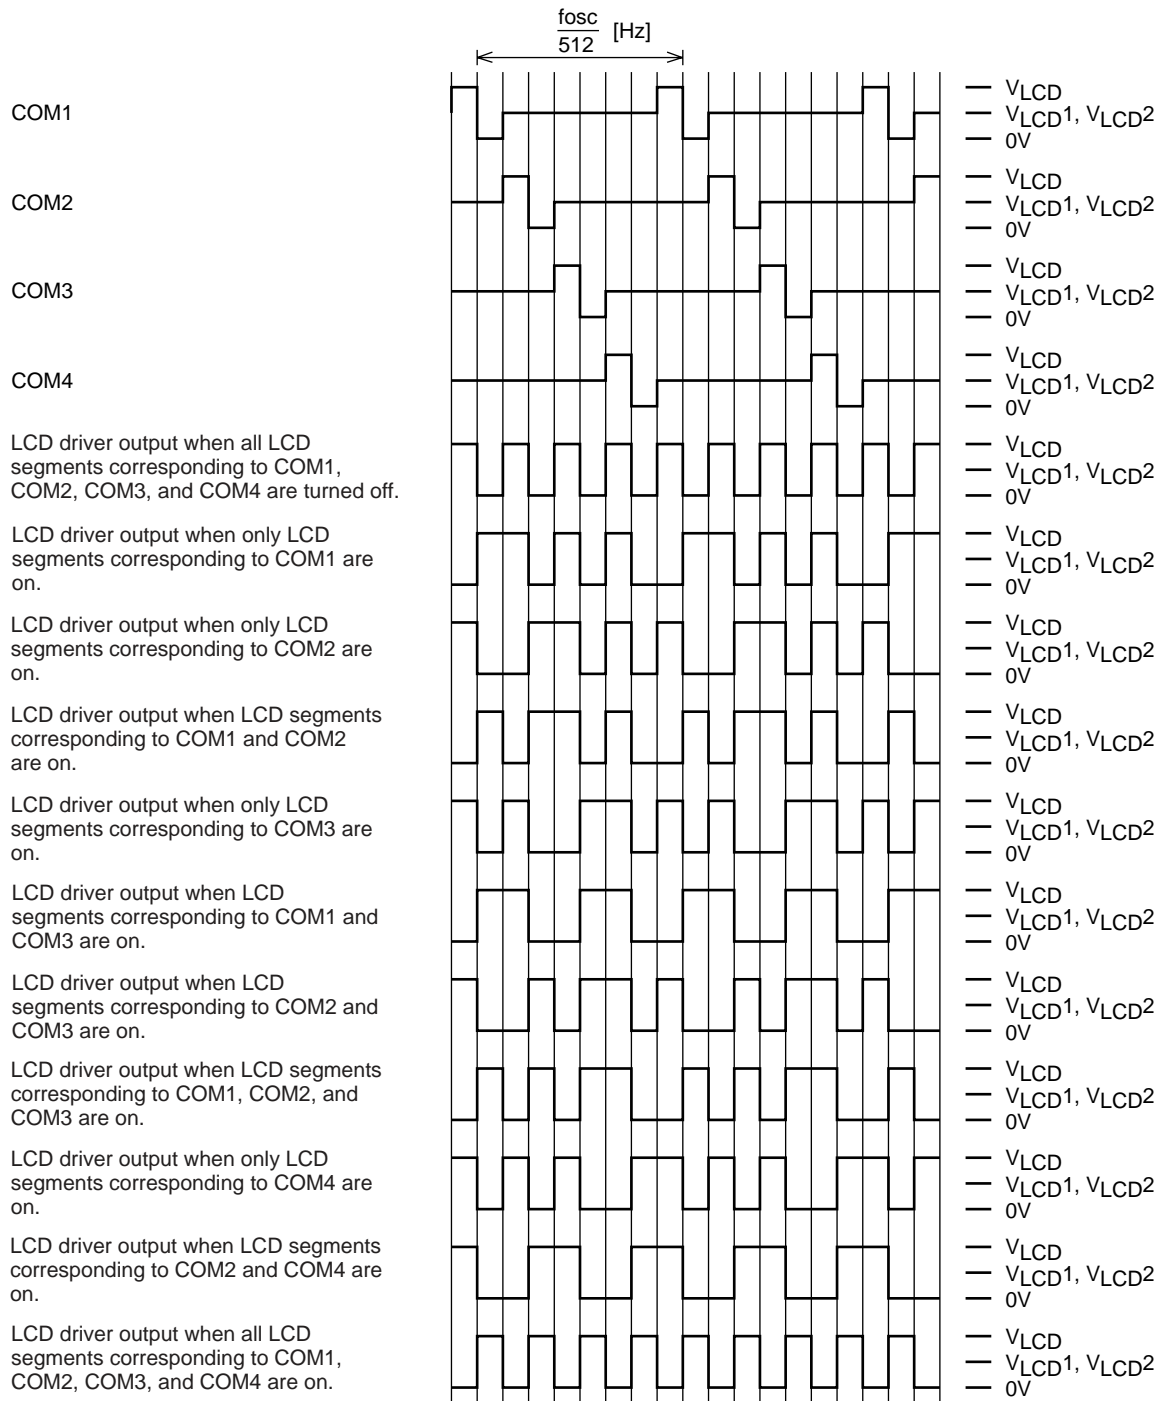 fosc
512 [Hz]
COM1
VLCD
VLCD1, VLCD2
0V
COM2
VLCD
VLCD1, VLCD2
0V
COM3
VLCD
VLCD1, VLCD2
0V
COM4
VLCD
VLCD1, VLCD2
0V
LCD driver output when all LCD
segments corresponding to COM1,
COM2, COM3, and COM4 are turned off.
VLCD
VLCD1, VLCD2
0V
LCD driver output when only LCD
segments corresponding to COM1 are
on.
VLCD
VLCD1, VLCD2
0V
LCD driver output when only LCD
segments corresponding to COM2 are
on.
VLCD
VLCD1, VLCD2
0V
LCD driver output when LCD segments
corresponding to COM1 and COM2
are on.
VLCD
VLCD1, VLCD2
0V
LCD driver output when only LCD
segments corresponding to COM3 are
on.
VLCD
VLCD1, VLCD2
0V
LCD driver output when LCD
segments corresponding to COM1 and
COM3 are on.
VLCD
VLCD1, VLCD2
0V
LCD driver output when LCD
segments corresponding to COM2 and
COM3 are on.
VLCD
VLCD1, VLCD2
0V
LCD driver output when LCD segments
corresponding to COM1, COM2, and
COM3 are on.
VLCD
VLCD1, VLCD2
0V
LCD driver output when only LCD
segments corresponding to COM4 are
on.
VLCD
VLCD1, VLCD2
0V
LCD driver output when LCD segments
corresponding to COM2 and COM4 are
on.
VLCD
VLCD1, VLCD2
0V
LCD driver output when all LCD
segments corresponding to COM1,
COM2, COM3, and COM4 are on.
VLCD
VLCD1, VLCD2
0V